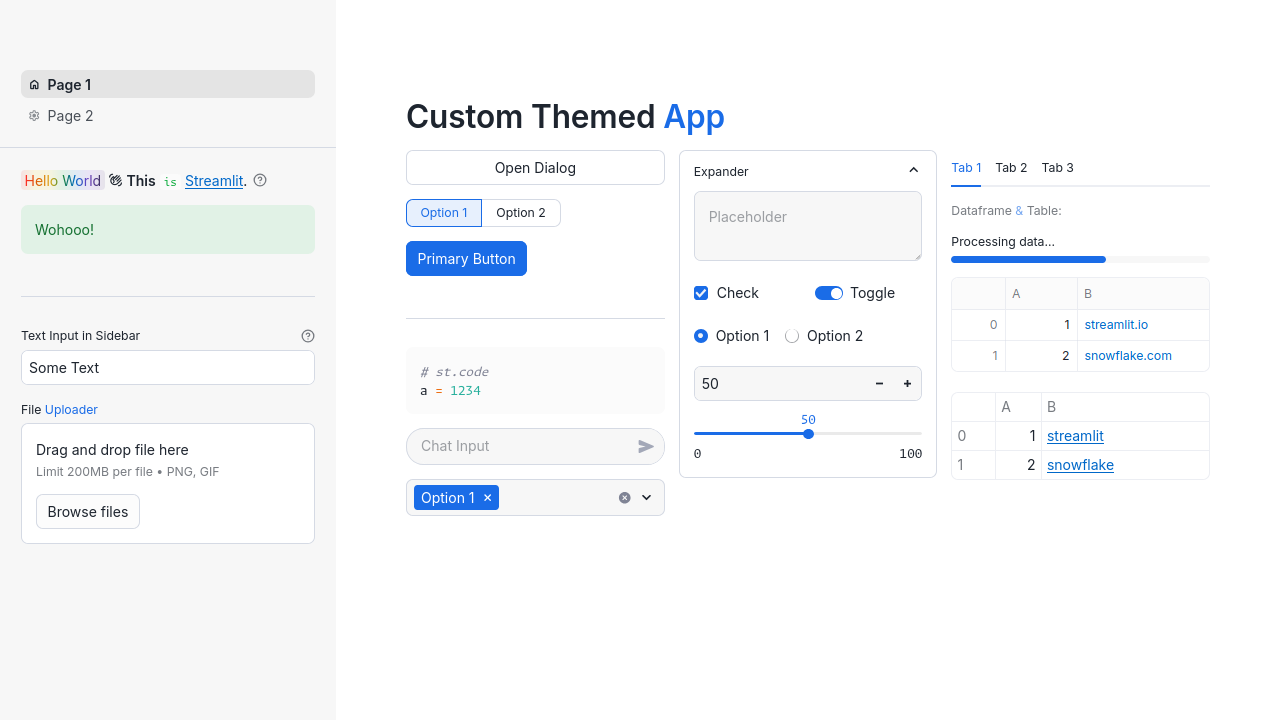 Page 1
Page 2
Hello World 👋 This is Streamlit.
Wohooo!
Text Input in Sidebar
Some Text
File Uploader
Drag and drop file here
Limit 200MB per file • PNG, GIF
Browse files
Custom Themed App
Open Dialog
Option 1 Option 2
Primary Button
# st.code
a = 1234
Chat Input
Option 1
Expander
Placeholder
Check Toggle
Option 1 Option 2
50
50
0 100
Tab 1 Tab 2 Tab 3
Dataframe & Table:
Processing data...
A B
0 1 streamlit.io
1 2 snowflake.com
A B
0 1 streamlit
1 2 snowflake